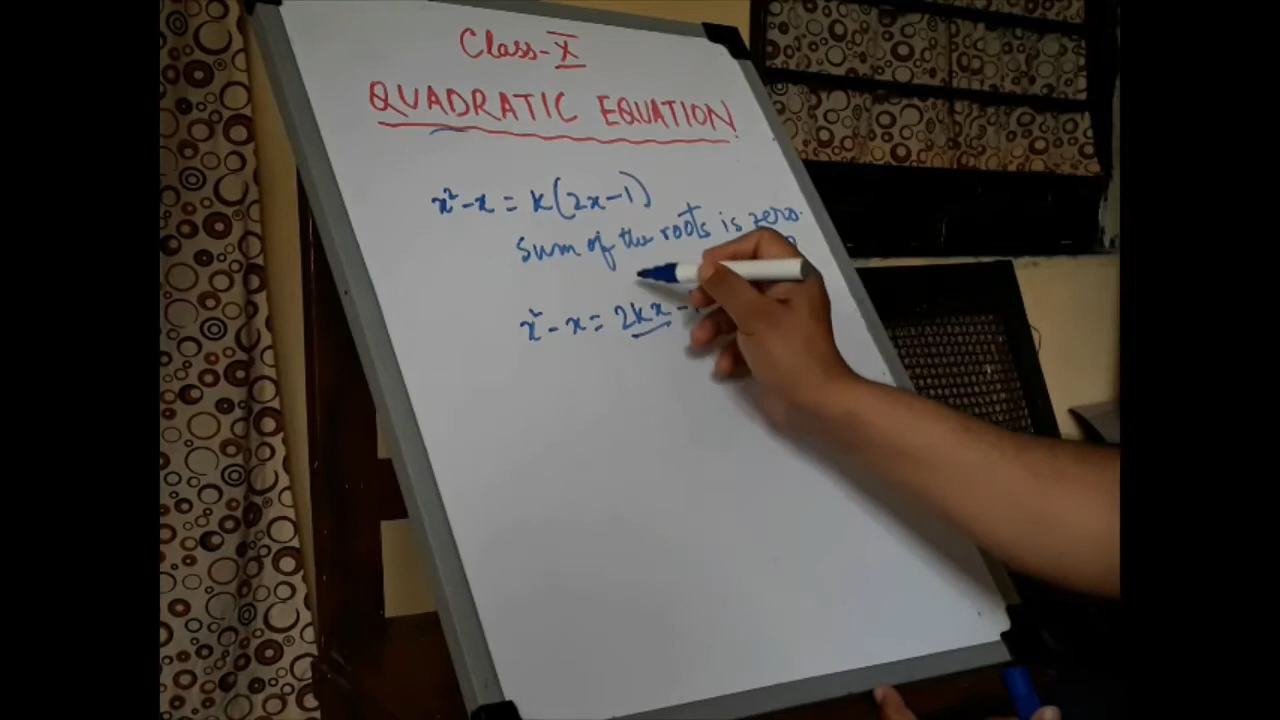 Class-X
QUADRATIC EQUATION
x²-x = k(2x-1)
sum of the roots is zero.
x²-x = 2kx -